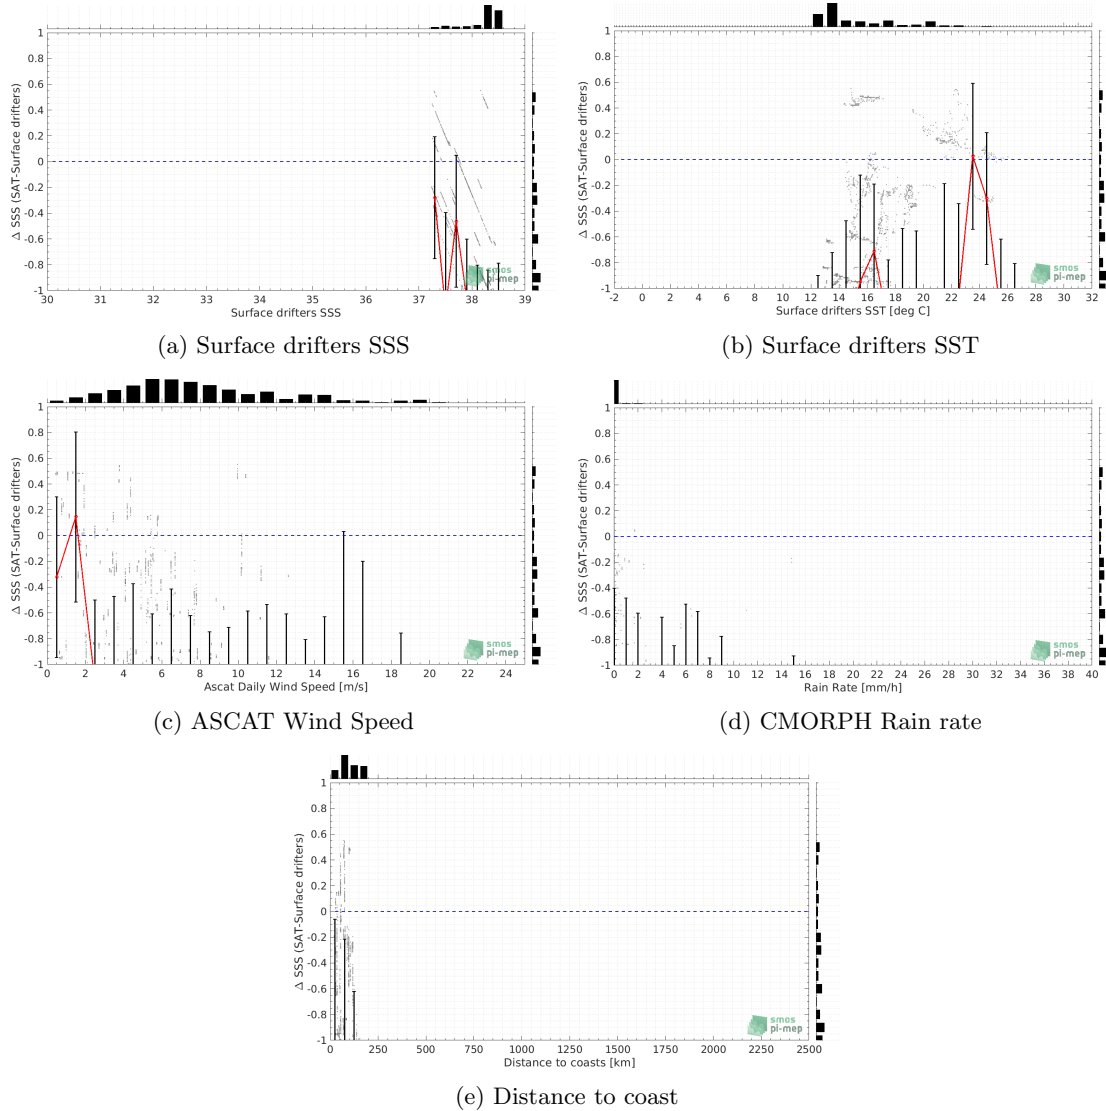 1
0.8
0.6
0.4
0.2
0
-0.2
-0.4
-0.6
-0.8
-1
Δ SSS (SAT-Surface drifters)
30 31 32 33 34 35 36 37 38 39
Surface drifters SSS
smos
pi-mep
(a) Surface drifters SSS
1
0.8
0.6
0.4
0.2
0
-0.2
-0.4
-0.6
-0.8
-1
Δ SSS (SAT-Surface drifters)
-2 0 2 4 6 8 10 12 14 16 18 20 22 24 26 28 30 32
Surface drifters SST [deg C]
smos
pi-mep
(b) Surface drifters SST
1
0.8
0.6
0.4
0.2
0
-0.2
-0.4
-0.6
-0.8
-1
Δ SSS (SAT-Surface drifters)
0 2 4 6 8 10 12 14 16 18 20 22 24
Ascat Daily Wind Speed [m/s]
smos
pi-mep
(c) ASCAT Wind Speed
1
0.8
0.6
0.4
0.2
0
-0.2
-0.4
-0.6
-0.8
-1
Δ SSS (SAT-Surface drifters)
0 2 4 6 8 10 12 14 16 18 20 22 24 26 28 30 32 34 36 38 40
Rain Rate [mm/h]
smos
pi-mep
(d) CMORPH Rain rate
1
0.8
0.6
0.4
0.2
0
-0.2
-0.4
-0.6
-0.8
-1
Δ SSS (SAT-Surface drifters)
0 250 500 750 1000 1250 1500 1750 2000 2250 2500
Distance to coasts [km]
smos
pi-mep
(e) Distance to coast